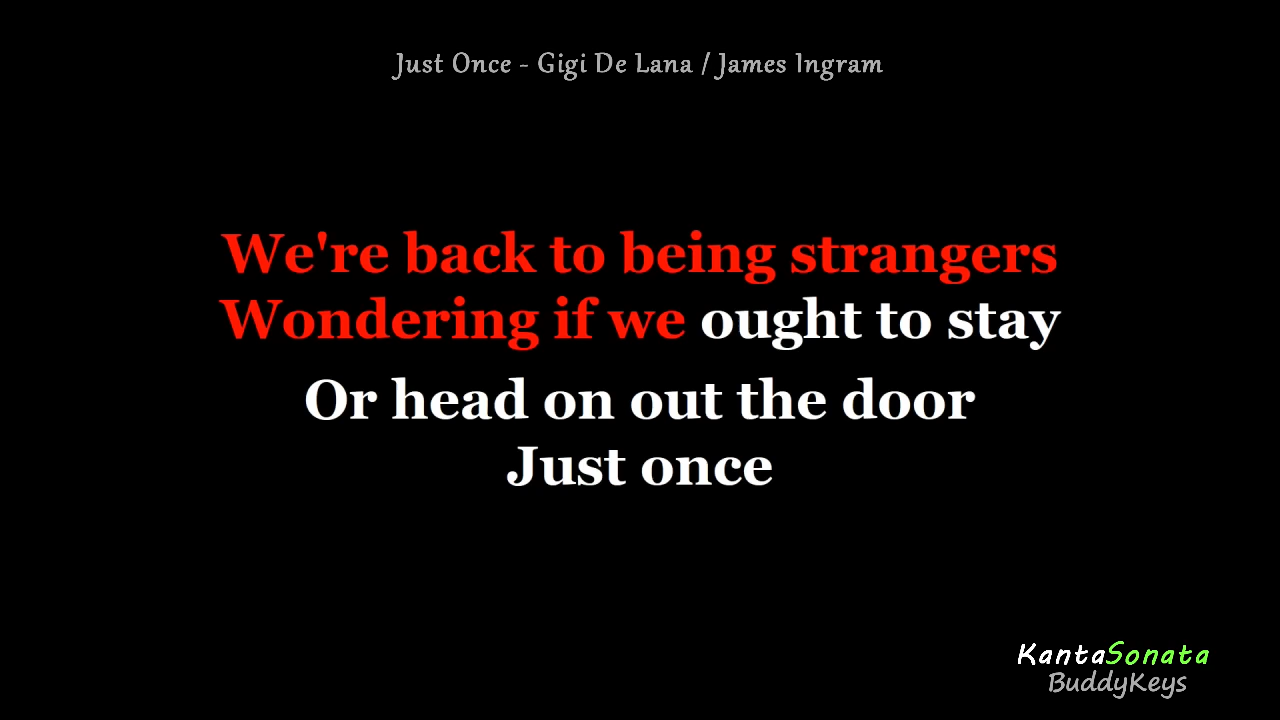 Just Once - Gigi De Lana / James Ingram
We're back to being strangers
Wondering if we ought to stay
Or head on out the door
Just once
KantaSonata
BuddyKeys